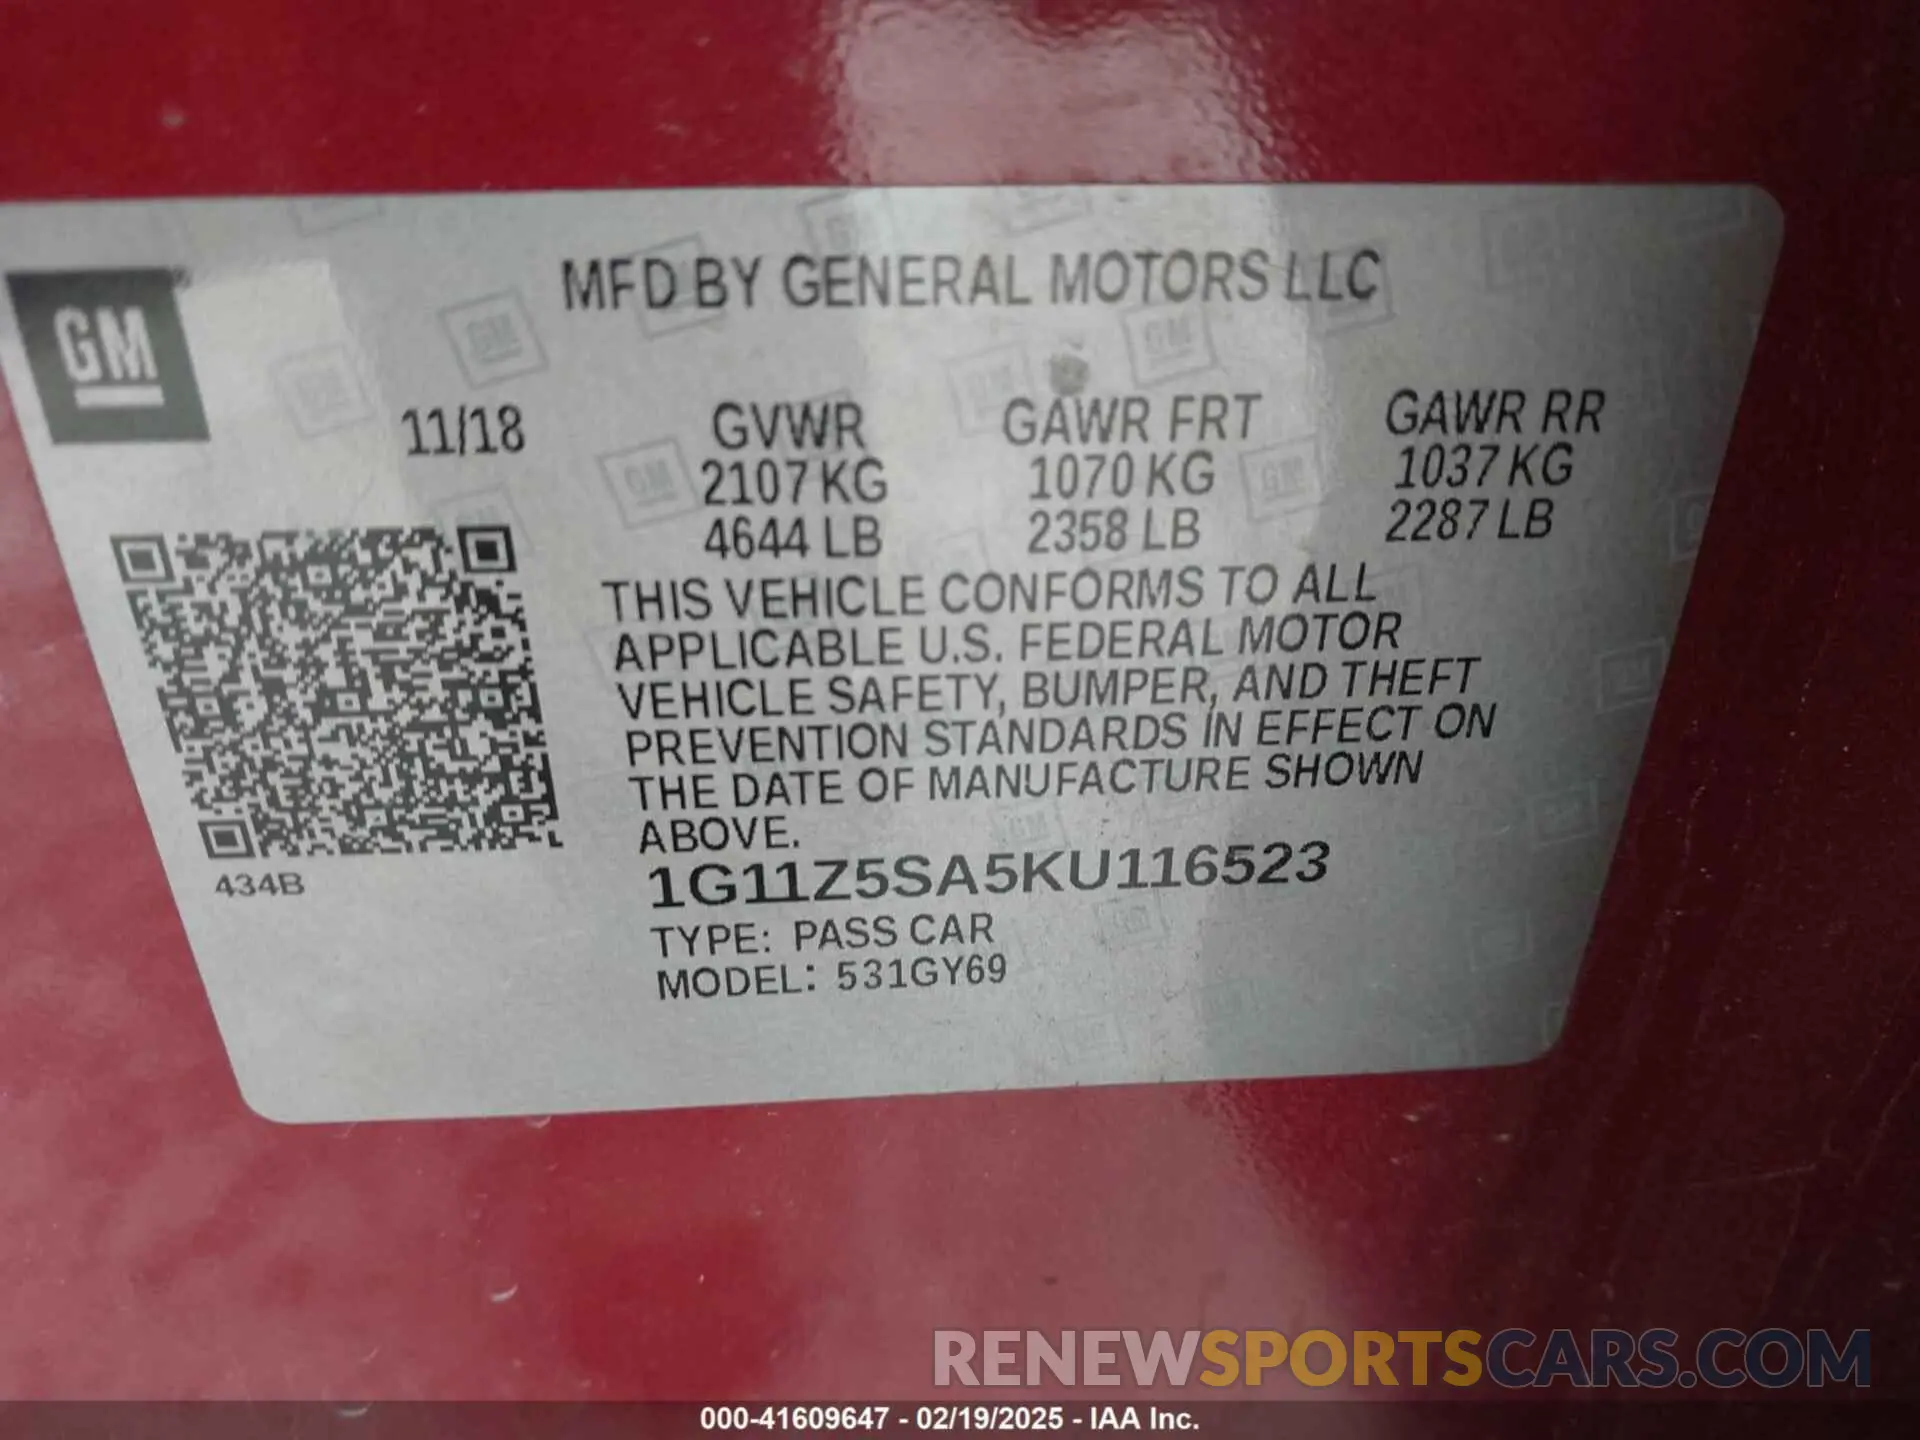 MFD BY GENERAL MOTORS LLC
GM
11/18 GVWR GAWR FRT GAWR RR
2107 KG 1070 KG 1037 KG
4644 LB 2358 LB 2287 LB
THIS VEHICLE CONFORMS TO ALL
APPLICABLE U.S. FEDERAL MOTOR
VEHICLE SAFETY, BUMPER, AND THEFT
PREVENTION STANDARDS IN EFFECT ON
THE DATE OF MANUFACTURE SHOWN
ABOVE.
434B
1G11Z5SA5KU116523
TYPE: PASS CAR
MODEL: 531GY69
RENEWSPORTSCARS.COM
000-41609647 - 02/19/2025 - IAA Inc.